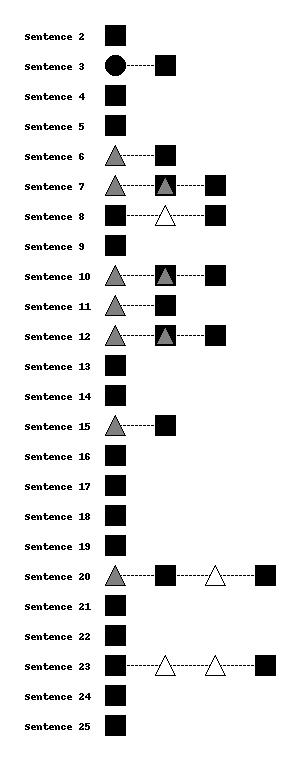 Sentence 2
Sentence 3
Sentence 4
Sentence 5
Sentence 6
Sentence 7
Sentence 8
Sentence 9
Sentence 10
Sentence 11
Sentence 12
Sentence 13
Sentence 14
Sentence 15
Sentence 16
Sentence 17
Sentence 18
Sentence 19
Sentence 20
Sentence 21
Sentence 22
Sentence 23
Sentence 24
Sentence 25